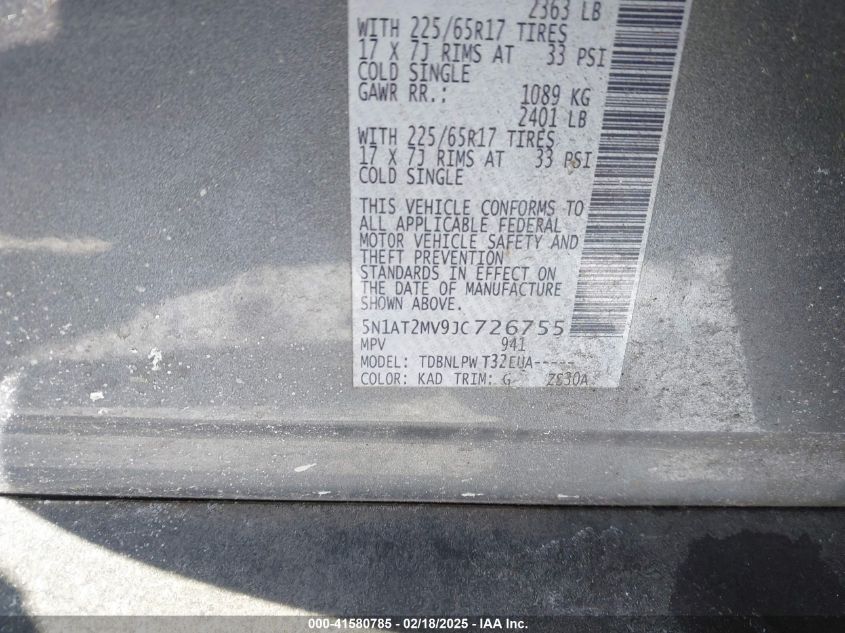 2363 LB
WITH 225/65R17 TIRES
17 X 7J RIMS AT 33 PSI
COLD SINGLE
GAWR RR.: 1089 KG
2401 LB
WITH 225/65R17 TIRES
17 X 7J RIMS AT 33 PSI
COLD SINGLE
THIS VEHICLE CONFORMS TO
ALL APPLICABLE FEDERAL
MOTOR VEHICLE SAFETY AND
THEFT PREVENTION
STANDARDS IN EFFECT ON
THE DATE OF MANUFACTURE
SHOWN ABOVE.
5N1AT2MV9JC726755
MPV 941
MODEL: TDBNLPW T32EUA-----
COLOR: KAD TRIM: G
000-41580785 - 02/18/2025 - IAA Inc.